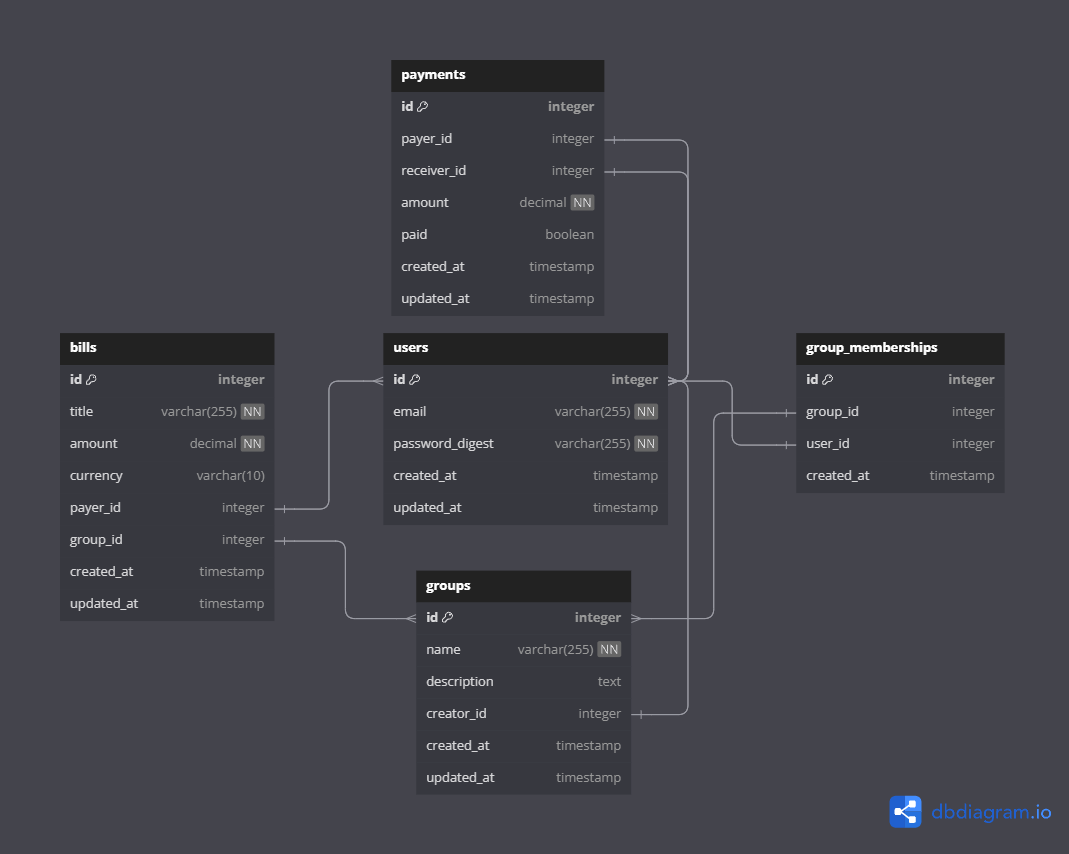 payments
id integer
payer_id integer
receiver_id integer
amount decimal NN
paid boolean
created_at timestamp
updated_at timestamp
bills
id integer
title varchar(255) NN
amount decimal NN
currency varchar(10)
payer_id integer
group_id integer
created_at timestamp
updated_at timestamp
users
id integer
email varchar(255) NN
password_digest varchar(255) NN
created_at timestamp
updated_at timestamp
group_memberships
id integer
group_id integer
user_id integer
created_at timestamp
groups
id integer
name varchar(255) NN
description text
creator_id integer
created_at timestamp
updated_at timestamp
dbdiagram.io